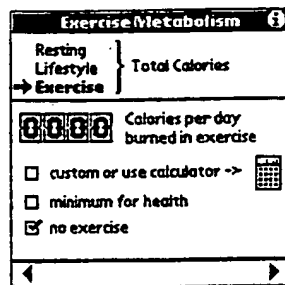 Exercise Metabolism i
Resting
Lifestyle
Exercise
Total Calories
0000
Calories per day
burned in exercise
custom or use calculator ->
minimum for health
no exercise